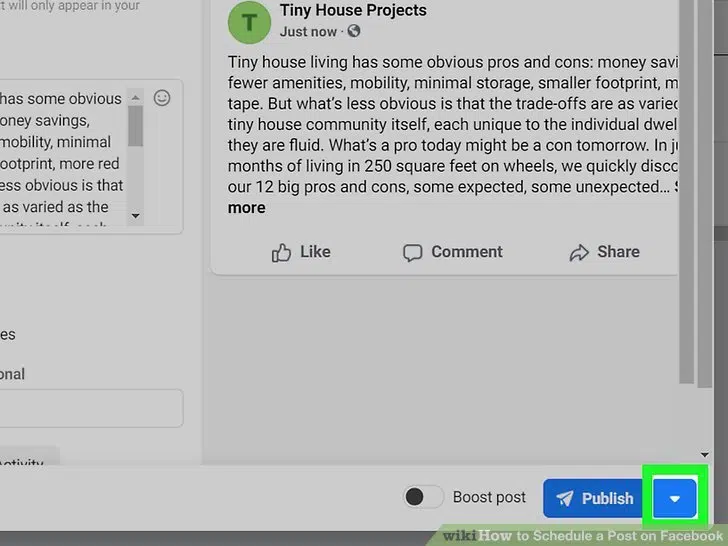 rt will only appear in your
has some obvious
oney savings,
mobility, minimal
ootprint, more red
ess obvious is that
as varied as the
es
onal
Tiny House Projects
Just now ·
T
Tiny house living has some obvious pros and cons: money savi
fewer amenities, mobility, minimal storage, smaller footprint, m
tape. But what's less obvious is that the trade-offs are as varied
tiny house community itself, each unique to the individual dwel
they are fluid. What's a pro today might be a con tomorrow. In ju
months of living in 250 square feet on wheels, we quickly disco
our 12 big pros and cons, some expected, some unexpected... S
more
Like
Comment
Share
Boost post
Publish
wikiHow to Schedule a Post on Facebook